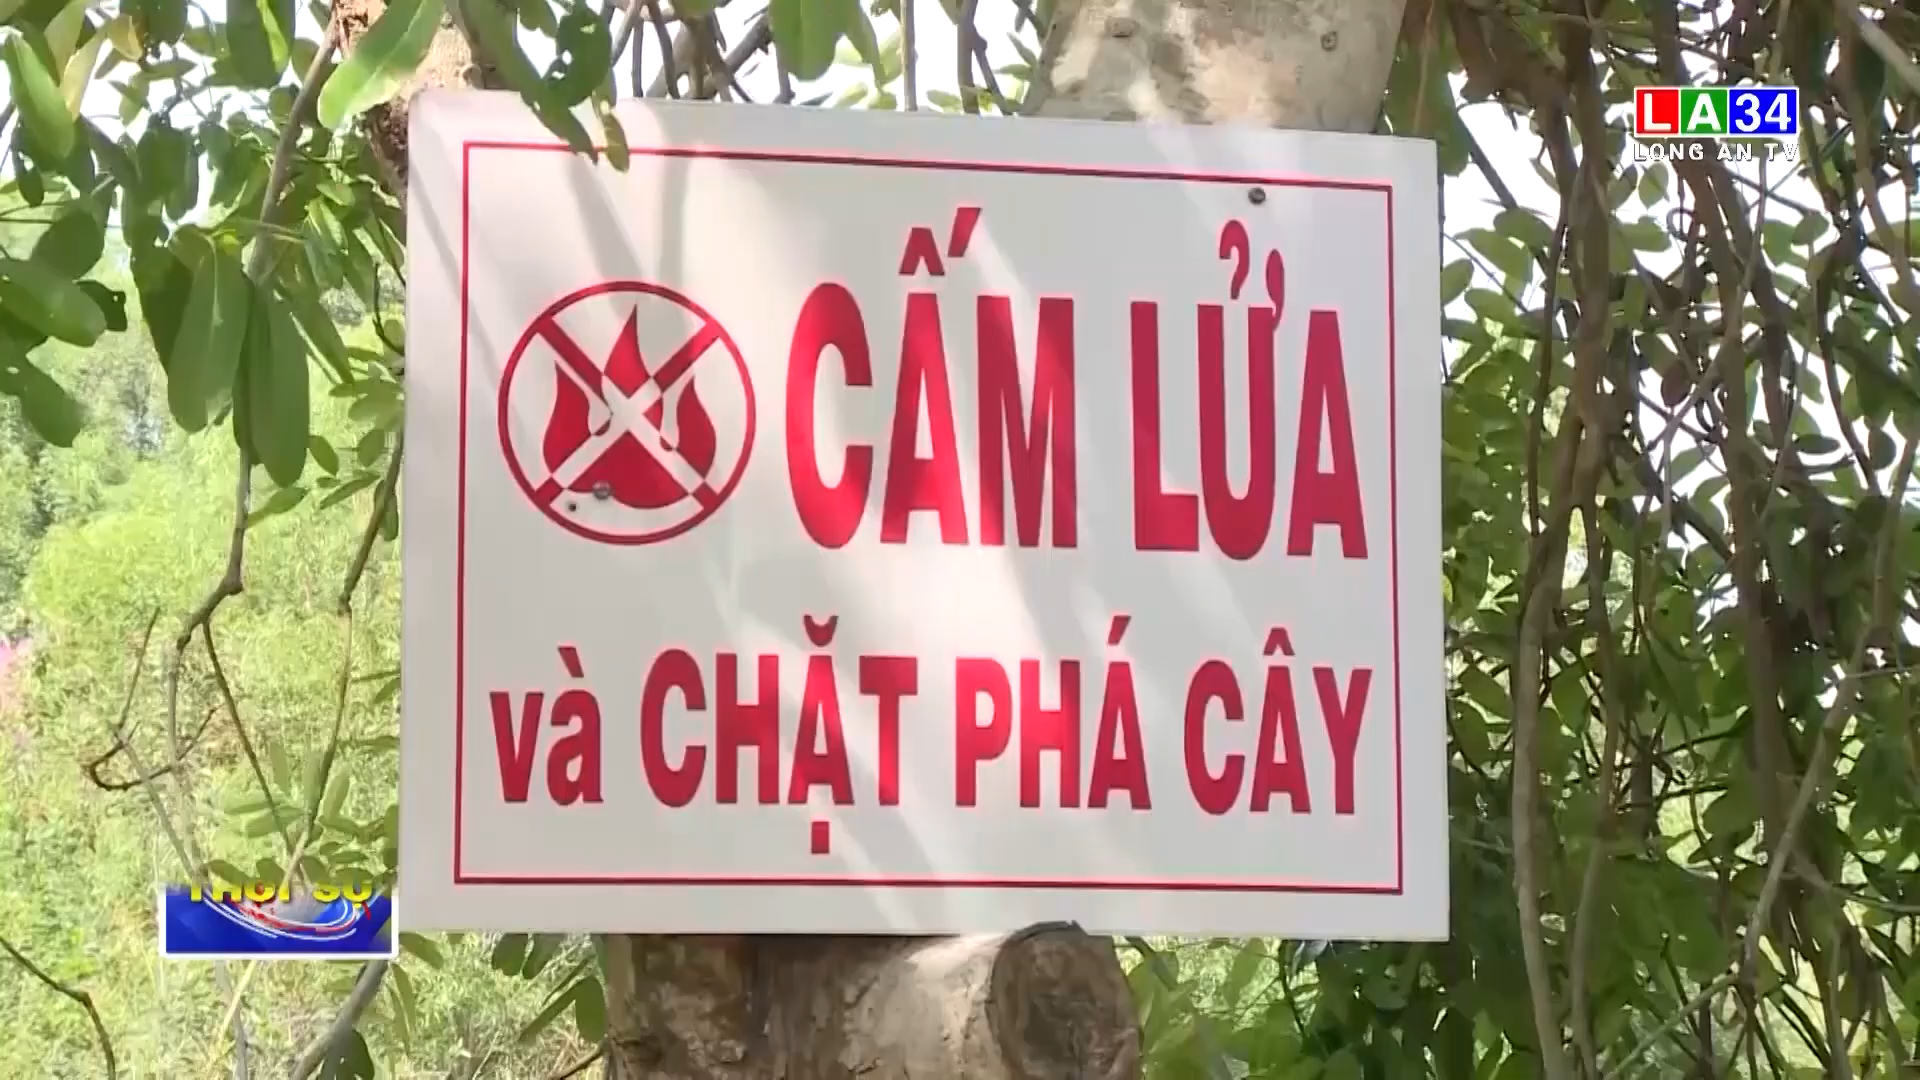 LA34
LONG AN TV
CẤM LỬA
và CHẶT PHÁ CÂY
THỜI SỰ